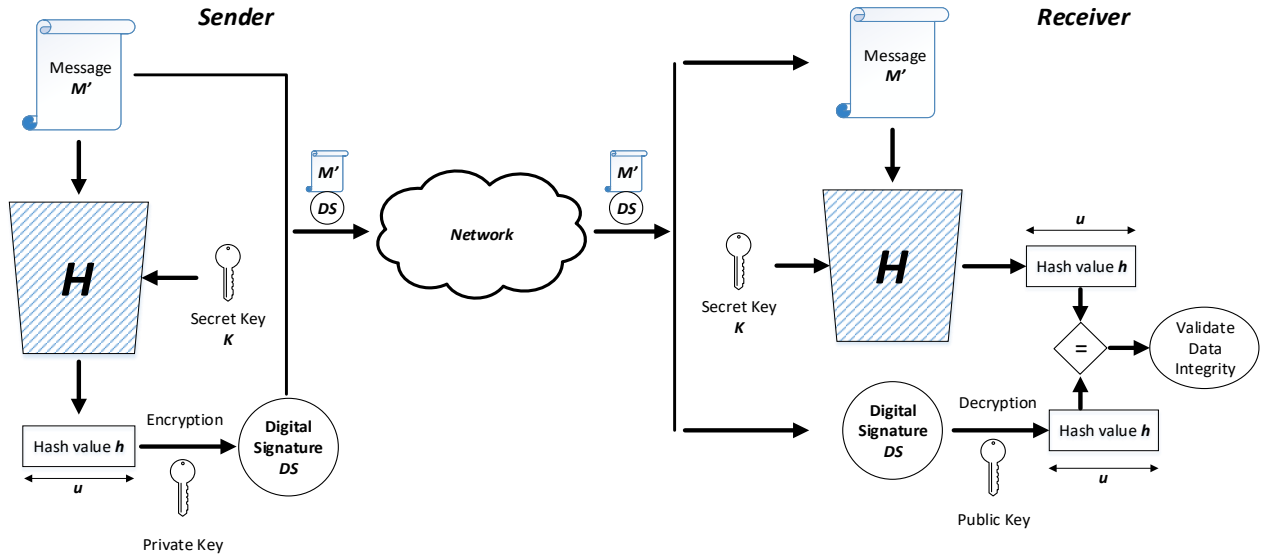 Sender
Receiver
Message
M'
H
Secret Key
K
Hash value h
u
Encryption
Private Key
Digital
Signature
DS
M'
DS
Network
M'
DS
Message
M'
Secret Key
K
H
u
Hash value h
=
Validate
Data
Integrity
Digital
Signature
DS
Decryption
Public Key
Hash value h
u